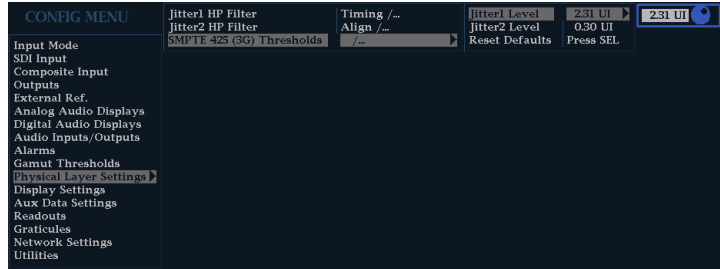 CONFIG MENU
Input Mode
SDI Input
Composite Input
Outputs
External Ref.
Analog Audio Displays
Digital Audio Displays
Audio Inputs/Outputs
Alarms
Gamut Thresholds
Physical Layer Settings
Display Settings
Aux Data Settings
Readouts
Graticules
Network Settings
Utilities
Jitter1 HP Filter Timing /...
Jitter2 HP Filter Align /...
SMPTE 425 (3G) Thresholds /...
Jitter1 Level 2.31 UI
Jitter2 Level 0.30 UI
Reset Defaults Press SEL
2.31 UI